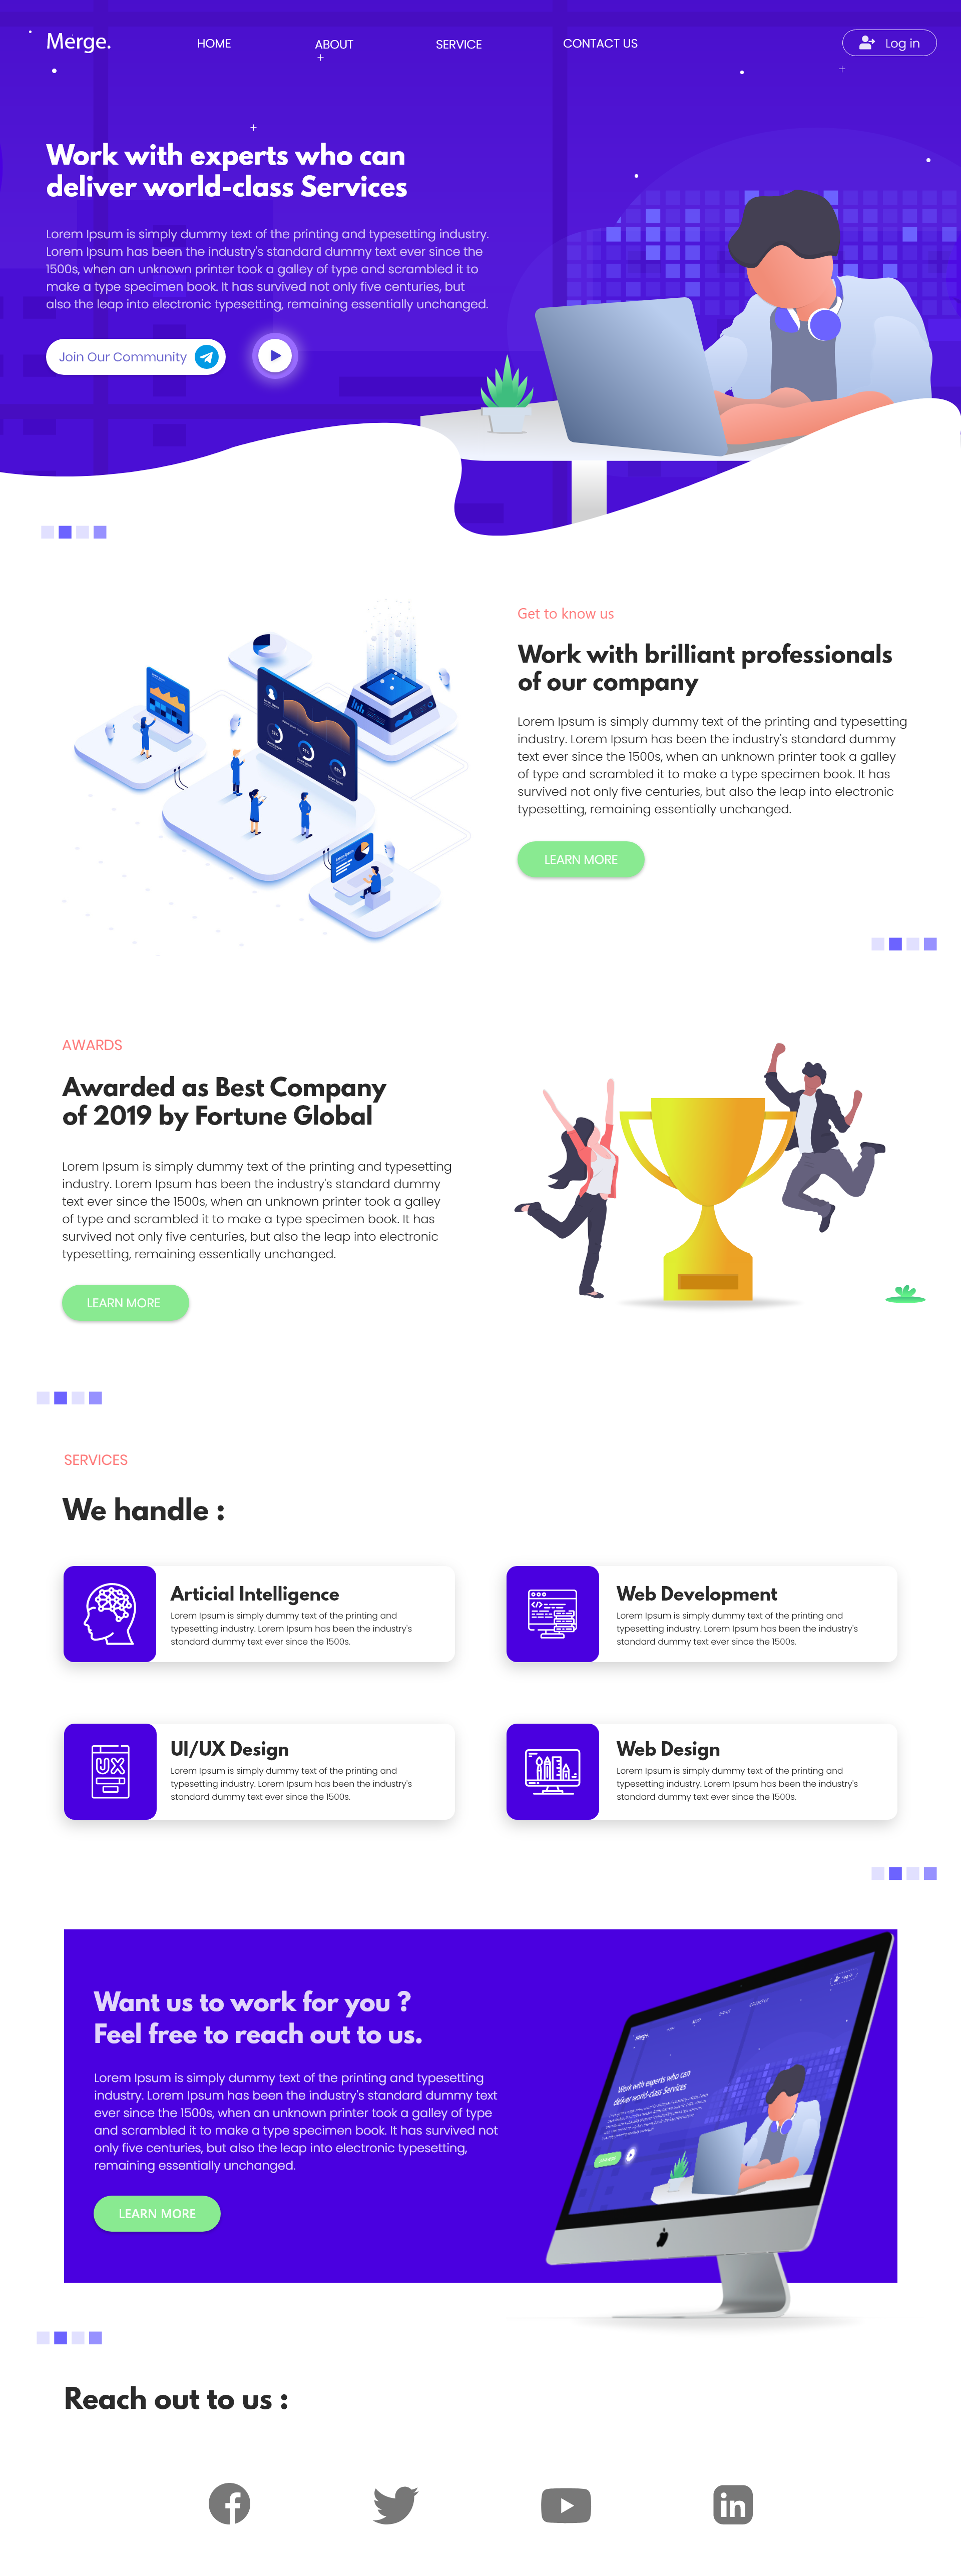 Merge.
HOME
ABOUT
SERVICE
CONTACT US
Log in
Work with experts who can
deliver world-class Services
Lorem Ipsum is simply dummy text of the printing and typesetting industry.
Lorem Ipsum has been the industry's standard dummy text ever since the
1500s, when an unknown printer took a galley of type and scrambled it to
make a type specimen book. It has survived not only five centuries, but
also the leap into electronic typesetting, remaining essentially unchanged.
Join Our Community
Get to know us
Work with brilliant professionals
of our company
Lorem Ipsum is simply dummy text of the printing and typesetting
industry. Lorem Ipsum has been the industry's standard dummy
text ever since the 1500s, when an unknown printer took a galley
of type and scrambled it to make a type specimen book. It has
survived not only five centuries, but also the leap into electronic
typesetting, remaining essentially unchanged.
LEARN MORE
AWARDS
Awarded as Best Company
of 2019 by Fortune Global
Lorem Ipsum is simply dummy text of the printing and typesetting
industry. Lorem Ipsum has been the industry's standard dummy
text ever since the 1500s, when an unknown printer took a galley
of type and scrambled it to make a type specimen book. It has
survived not only five centuries, but also the leap into electronic
typesetting, remaining essentially unchanged.
LEARN MORE
SERVICES
We handle :
Articial Intelligence
Lorem Ipsum is simply dummy text of the printing and
typesetting industry. Lorem Ipsum has been the industry's
standard dummy text ever since the 1500s.
Web Development
Lorem Ipsum is simply dummy text of the printing and
typesetting industry. Lorem Ipsum has been the industry's
standard dummy text ever since the 1500s.
UX
UI/UX Design
Lorem Ipsum is simply dummy text of the printing and
typesetting industry. Lorem Ipsum has been the industry's
standard dummy text ever since the 1500s.
Web Design
Lorem Ipsum is simply dummy text of the printing and
typesetting industry. Lorem Ipsum has been the industry's
standard dummy text ever since the 1500s.
Want us to work for you ?
Feel free to reach out to us.
Lorem Ipsum is simply dummy text of the printing and typesetting
industry. Lorem Ipsum has been the industry's standard dummy text
ever since the 1500s, when an unknown printer took a galley of type
and scrambled it to make a type specimen book. It has survived not
only five centuries, but also the leap into electronic typesetting,
remaining essentially unchanged.
LEARN MORE
Merge.
Work with experts who can
deliver world-class Services
Reach out to us :
in